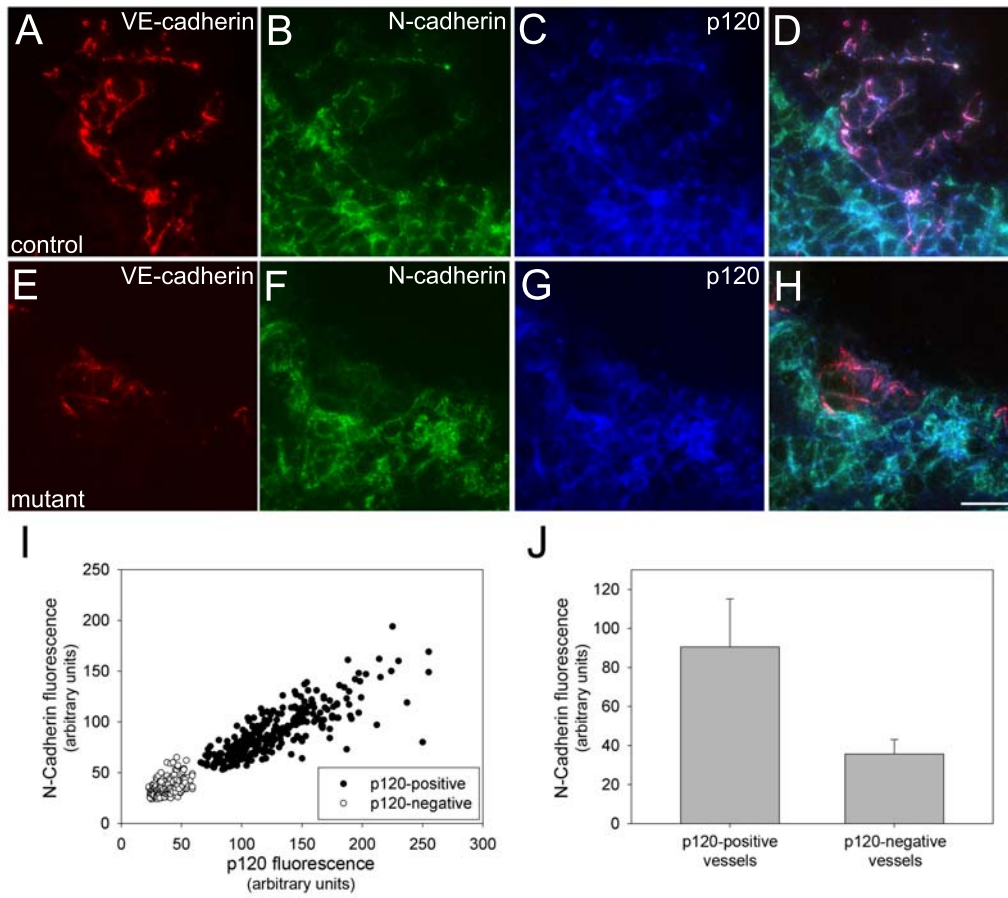 A VE-cadherin
B N-cadherin
C p120
D
control
E VE-cadherin
F N-cadherin
G p120
H
mutant
I
250
200
150
100
50
0
N-Cadherin fluorescence
(arbitrary units)
p120-positive
p120-negative
0 50 100 150 200 250 300
p120 fluorescence
(arbitrary units)
J
120
100
80
60
40
20
0
N-Cadherin fluorescence
(arbitrary units)
p120-positive
vessels
p120-negative
vessels